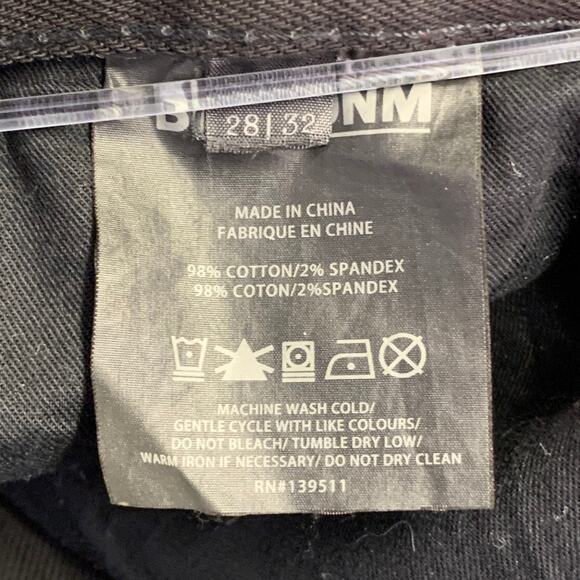 28|32
MADE IN CHINA
FABRIQUE EN CHINE
98% COTTON/2% SPANDEX
98% COTON/2%SPANDEX
MACHINE WASH COLD/
GENTLE CYCLE WITH LIKE COLOURS/
DO NOT BLEACH/ TUMBLE DRY LOW/
WARM IRON IF NECESSARY/ DO NOT DRY CLEAN
RN#139511